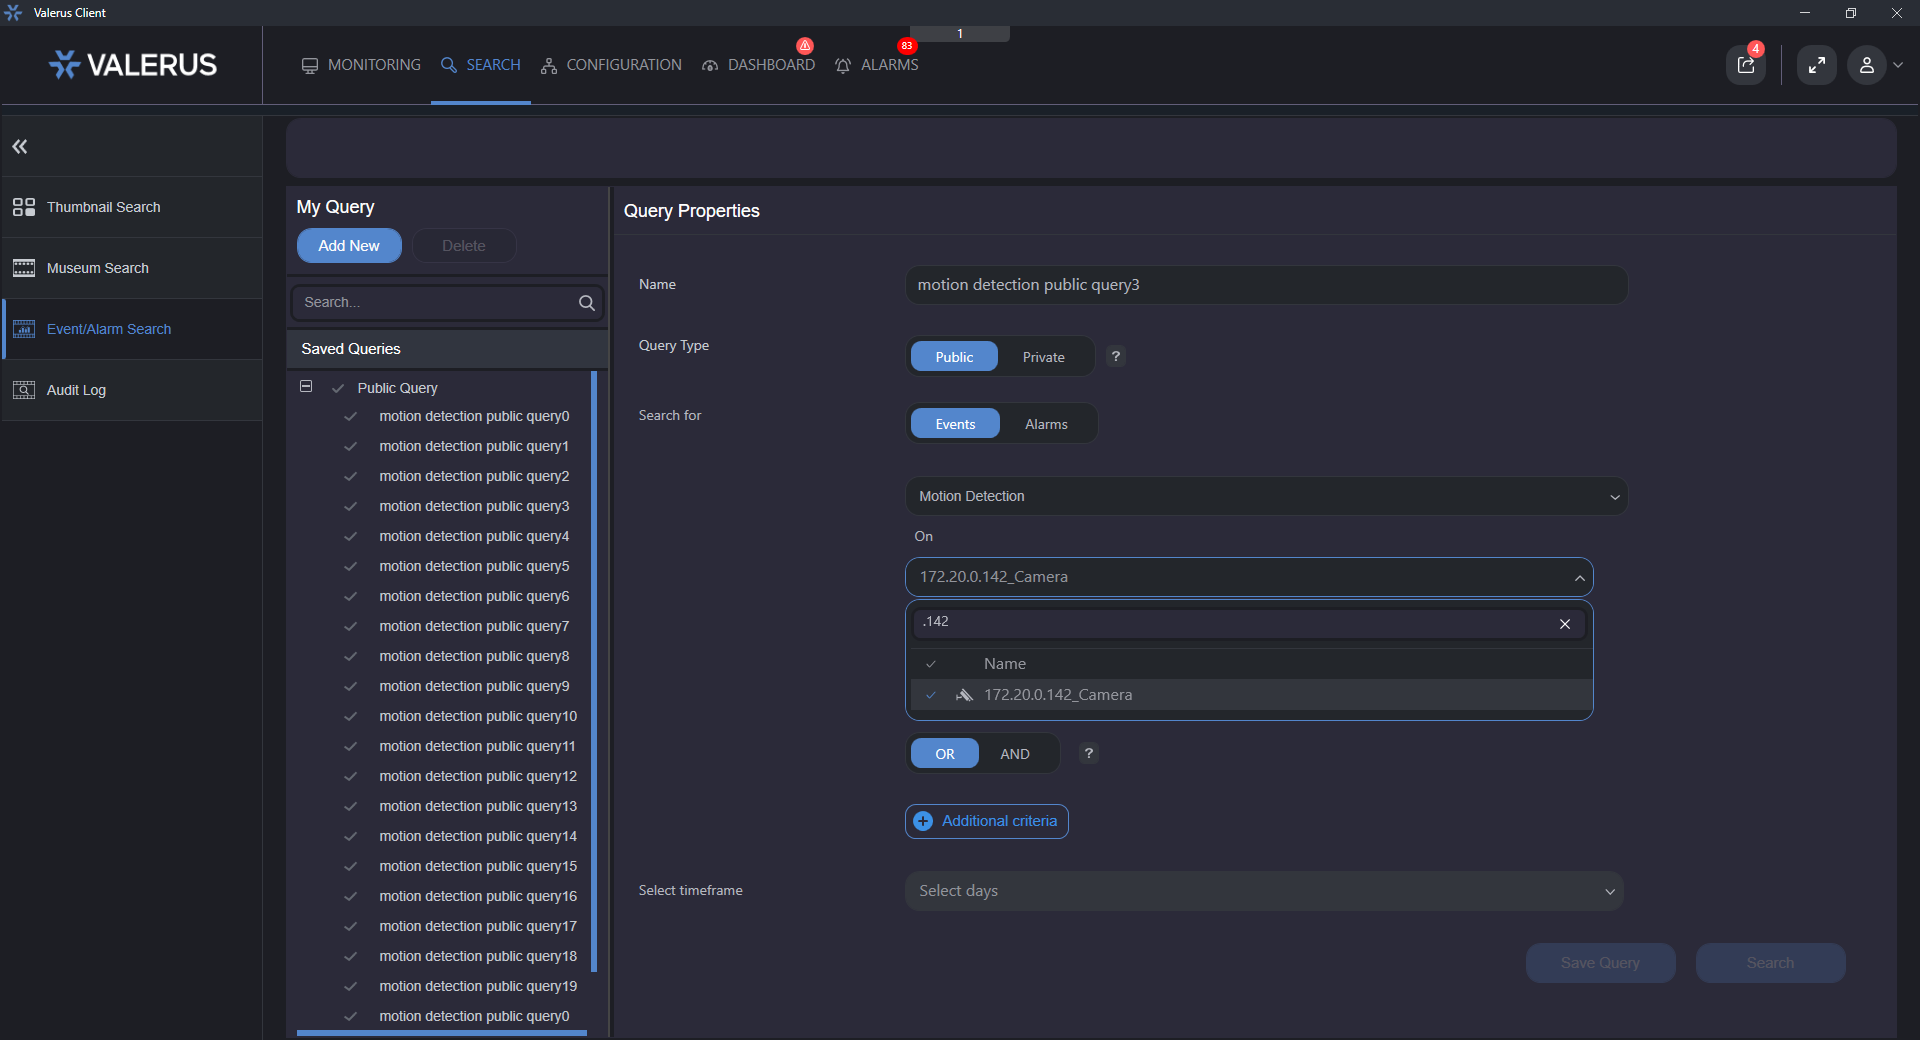 Valerus Client
VALERUS
MONITORING
SEARCH
CONFIGURATION
DASHBOARD
83
ALARMS
1
4
Thumbnail Search
Museum Search
Event/Alarm Search
Audit Log
My Query
Add New
Delete
Search...
Saved Queries
Public Query
motion detection public query0
motion detection public query1
motion detection public query2
motion detection public query3
motion detection public query4
motion detection public query5
motion detection public query6
motion detection public query7
motion detection public query8
motion detection public query9
motion detection public query10
motion detection public query11
motion detection public query12
motion detection public query13
motion detection public query14
motion detection public query15
motion detection public query16
motion detection public query17
motion detection public query18
motion detection public query19
motion detection public query0
Query Properties
Name
motion detection public query3
Query Type
Public
Private
?
Search for
Events
Alarms
Motion Detection
On
172.20.0.142_Camera
.142
Name
172.20.0.142_Camera
OR
AND
?
Additional criteria
Select timeframe
Select days
Save Query
Search